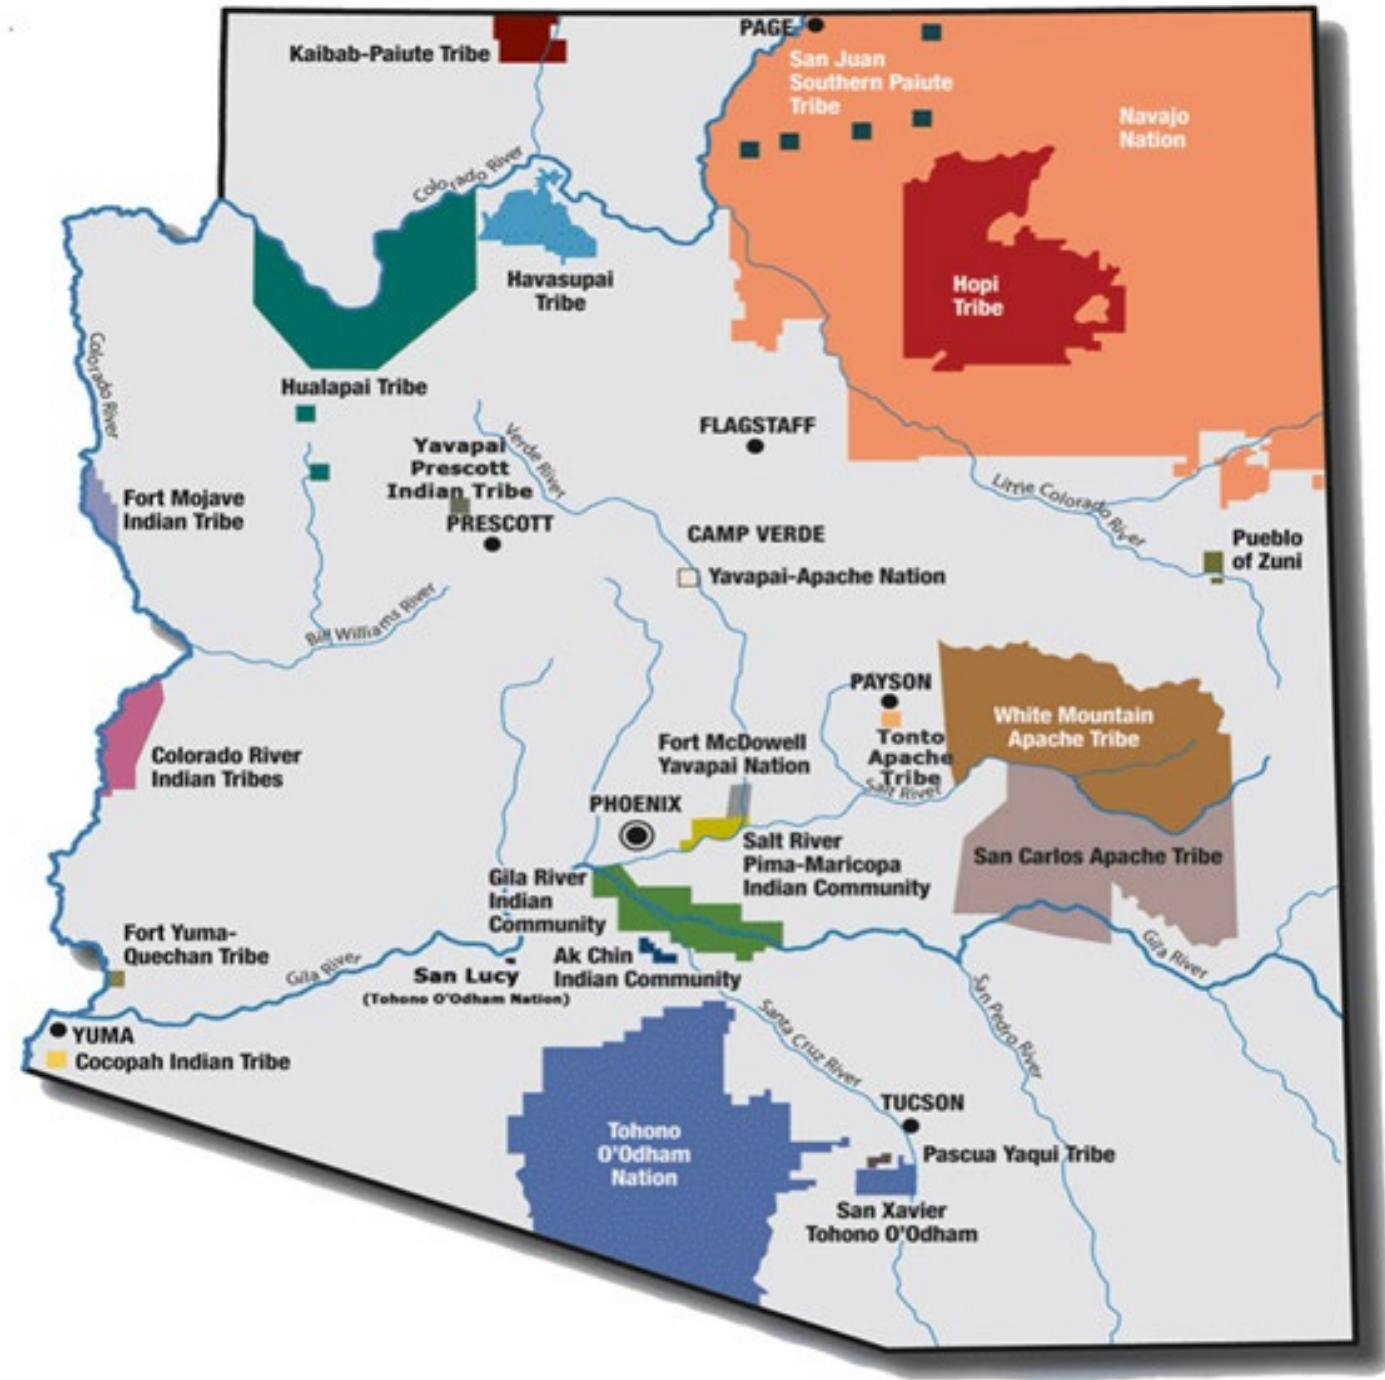 PAGE
Kaibab-Paiute Tribe
San Juan
Southern Paiute
Tribe
Navajo
Nation
Colorado River
Havasupai
Tribe
Hopi
Tribe
Colorado River
Hualapai Tribe
FLAGSTAFF
Verde River
Yavapai
Prescott
Indian Tribe
PRESCOTT
Fort Mojave
Indian Tribe
Little Colorado River
CAMP VERDE
Pueblo
of Zuni
Yavapai-Apache Nation
Bill Williams River
PAYSON
Tonto
Apache
Tribe
White Mountain
Apache Tribe
Colorado River
Indian Tribes
Fort McDowell
Yavapai Nation
Salt River
PHOENIX
Salt River
Pima-Maricopa
Indian Community
San Carlos Apache Tribe
Gila River
Indian
Community
Fort Yuma-
Quechan Tribe
Gila River
San Lucy
(Tohono O'Odham Nation)
Ak Chin
Indian Community
Gila River
San Pedro River
Santa Cruz River
YUMA
Cocopah Indian Tribe
TUCSON
Tohono
O'Odham
Nation
Pascua Yaqui Tribe
San Xavier
Tohono O'Odham